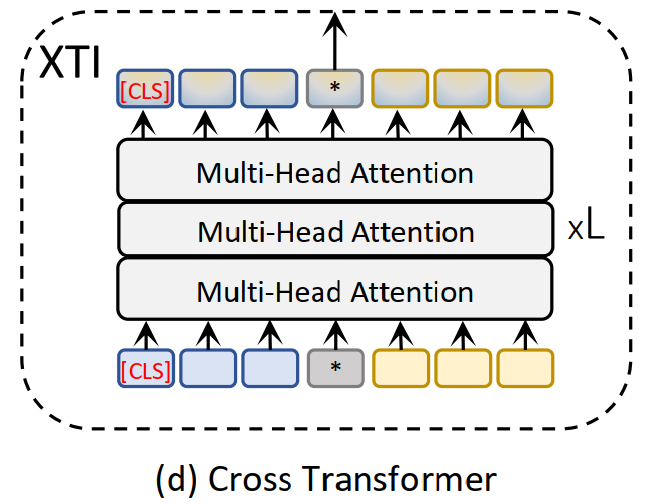 XTI
[CLS] *
Multi-Head Attention
Multi-Head Attention
xL
Multi-Head Attention
[CLS] *
(d) Cross Transformer